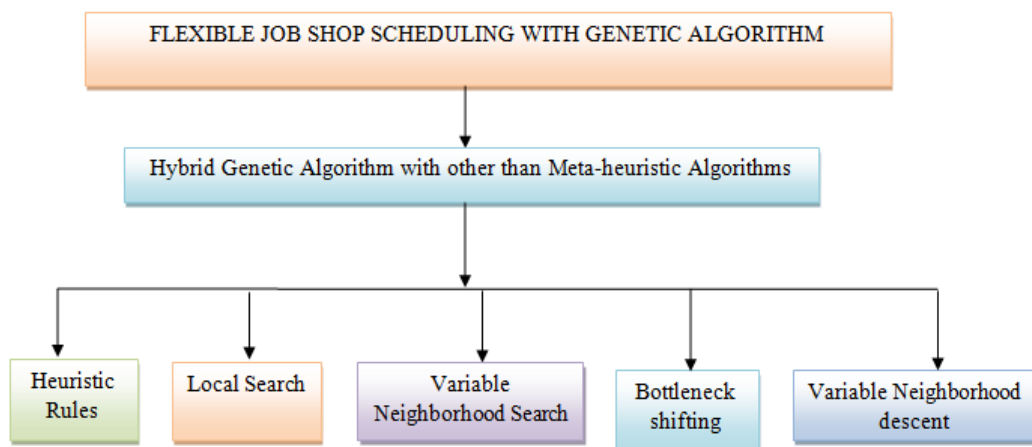 FLEXIBLE JOB SHOP SCHEDULING WITH GENETIC ALGORITHM
Hybrid Genetic Algorithm with other than Meta-heuristic Algorithms
Heuristic
Rules
Local Search
Variable
Neighborhood Search
Bottleneck
shifting
Variable Neighborhood
descent